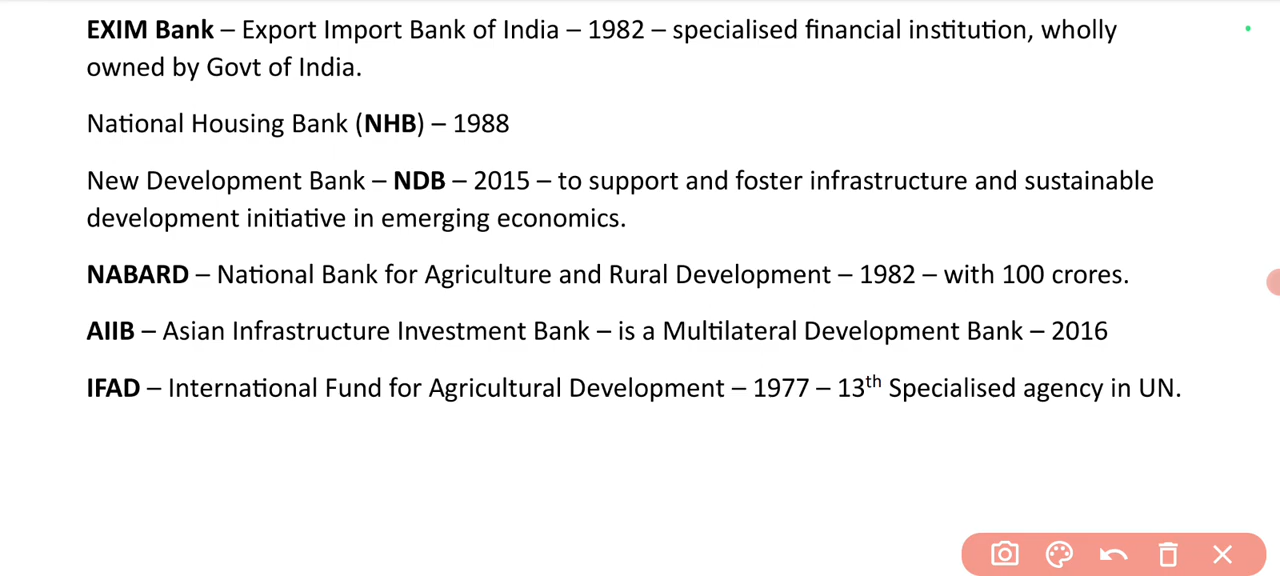 EXIM Bank – Export Import Bank of India – 1982 – specialised financial institution, wholly
owned by Govt of India.
National Housing Bank (NHB) – 1988
New Development Bank – NDB – 2015 – to support and foster infrastructure and sustainable
development initiative in emerging economics.
NABARD – National Bank for Agriculture and Rural Development – 1982 – with 100 crores.
AIIB – Asian Infrastructure Investment Bank – is a Multilateral Development Bank – 2016
IFAD – International Fund for Agricultural Development – 1977 – 13th Specialised agency in UN.